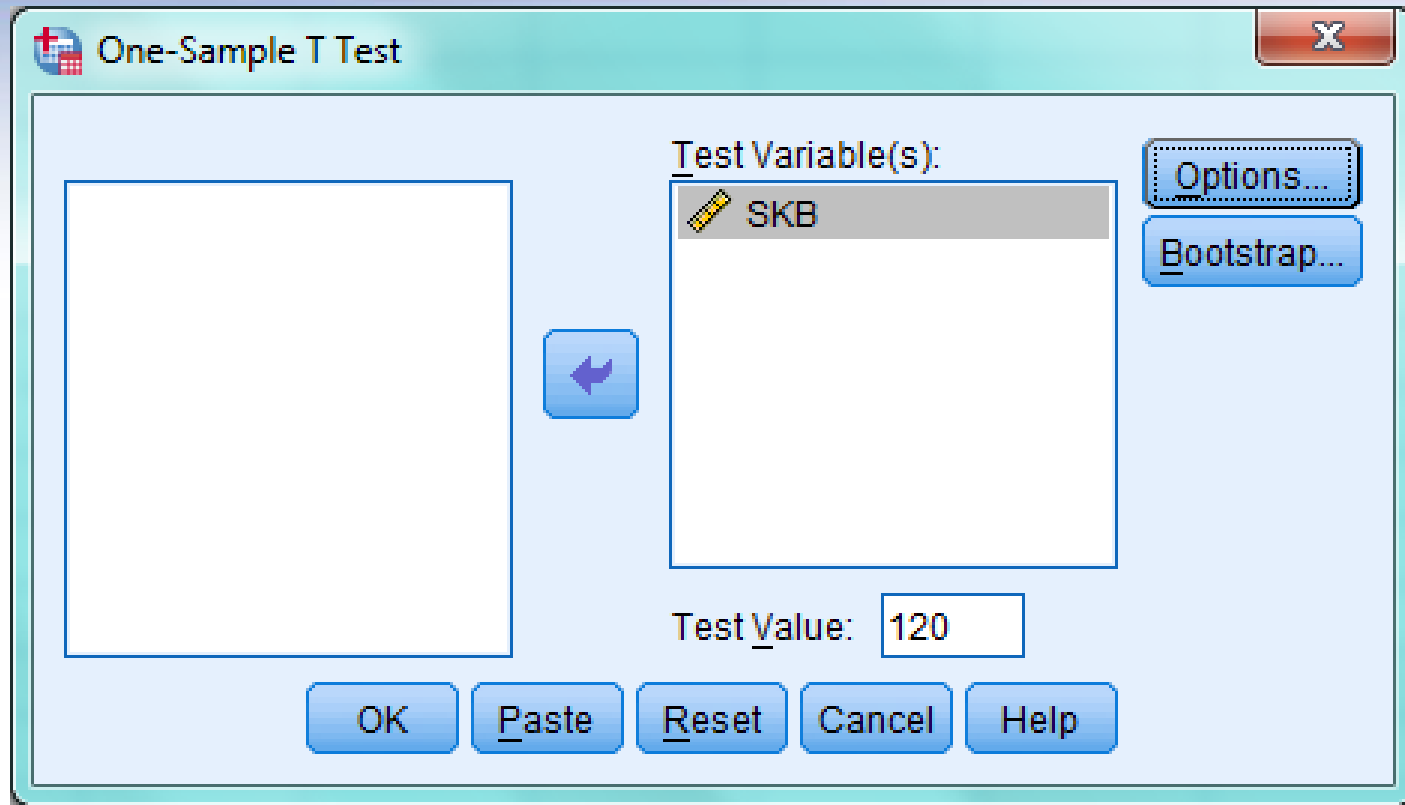 One-Sample T Test
Test Variable(s):
SKB
Options...
Bootstrap...
Test Value: 120
OK Paste Reset Cancel Help